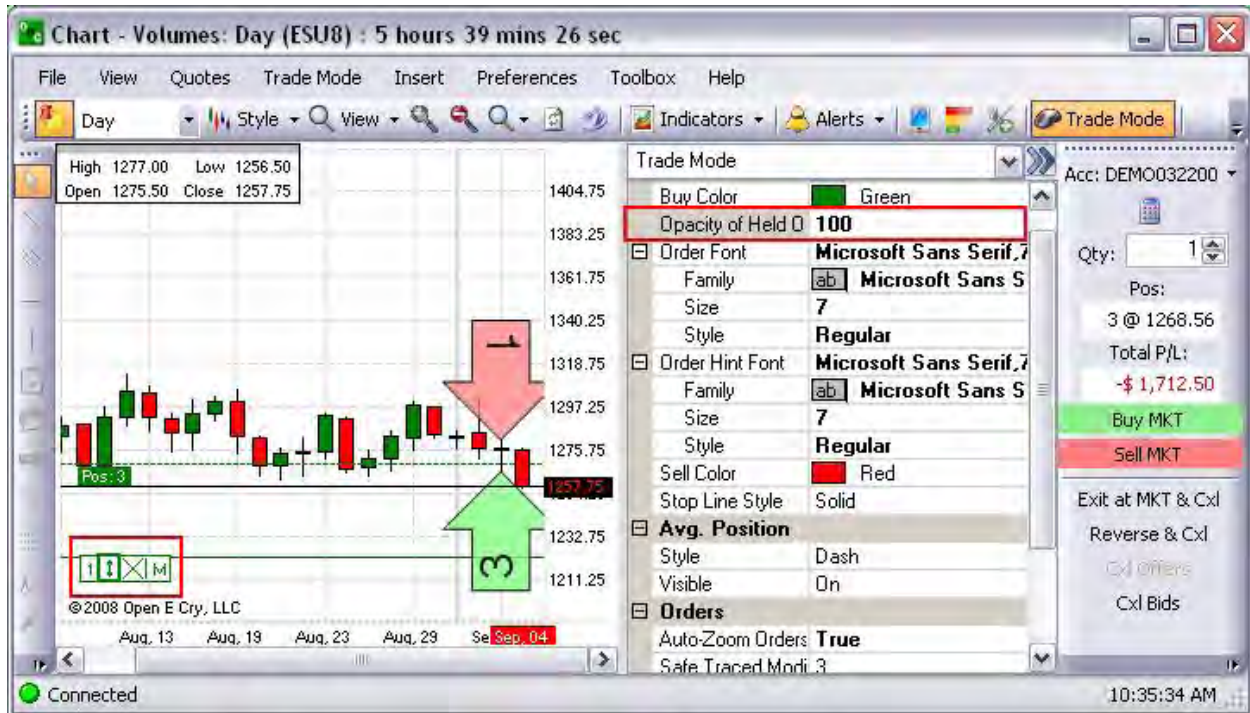 Chart - Volumes: Day (ESU8) : 5 hours 39 mins 26 sec
File View Quotes Trade Mode Insert Preferences Toolbox Help
Day Style View Indicators Alerts Trade Mode
High 1277.00 Low 1256.50
Open 1275.50 Close 1257.75
1404.75
1383.25
1361.75
1340.25
1318.75
1297.25
1275.75
1257.75
1232.75
1211.25
1
3
Pos: 3
1 M
©2008 Open E Cry, LLC
Aug, 13 Aug, 19 Aug, 23 Aug, 29 Se Sep, 04
Trade Mode
Buy Color Green
Opacity of Held O 100
Order Font Microsoft Sans Serif,7
Family ab Microsoft Sans S
Size 7
Style Regular
Order Hint Font Microsoft Sans Serif,7
Family ab Microsoft Sans S
Size 7
Style Regular
Sell Color Red
Stop Line Style Solid
Avg. Position
Style Dash
Visible On
Orders
Auto-Zoom Orders True
Safe Traced Modi 3
Acc: DEMO032200
Qty: 1
Pos:
3 @ 1268.56
Total P/L:
-$ 1,712.50
Buy MKT
Sell MKT
Exit at MKT & Cxl
Reverse & Cxl
Cxl Offers
Cxl Bids
Connected
10:35:34 AM